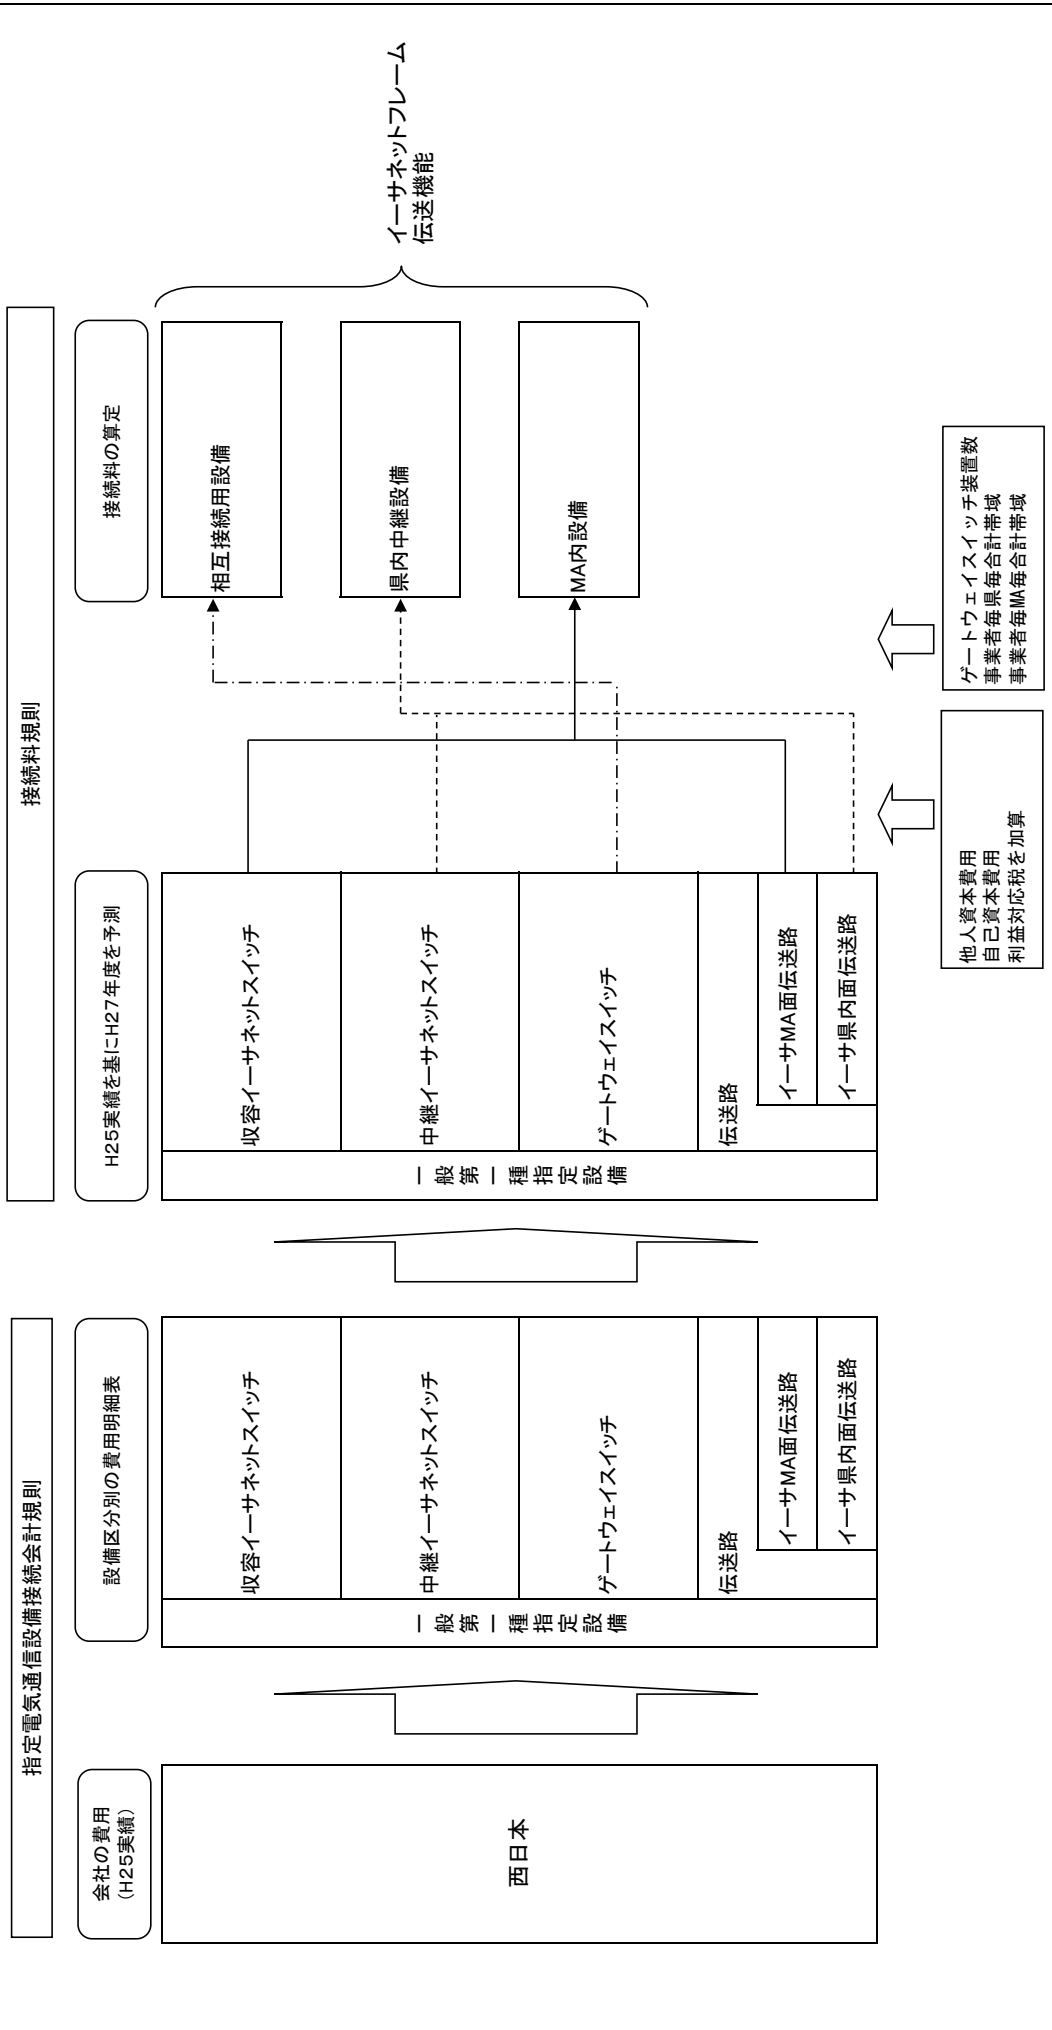 指定電気通信設備接続会計規則
接続料規則
会社の費用
（H25実績）
設備区分別の費用明細表
H25実績を基にH27年度を予測
接続料の算定
西日本
一般第一種指定設備
収容イーサネットスイッチ
中継イーサネットスイッチ
ゲートウェイスイッチ
伝送路
イーサMA面伝送路
イーサ県内面伝送路
一般第一種指定設備
収容イーサネットスイッチ
中継イーサネットスイッチ
ゲートウェイスイッチ
伝送路
イーサMA面伝送路
イーサ県内面伝送路
相互接続用設備
県内中継設備
MA内設備
イーサネットフレーム
伝送機能
他人資本費用
自己資本費用
利益対応税を加算
ゲートウェイスイッチ装置数
事業者毎県毎合計帯域
事業者毎MA毎合計帯域